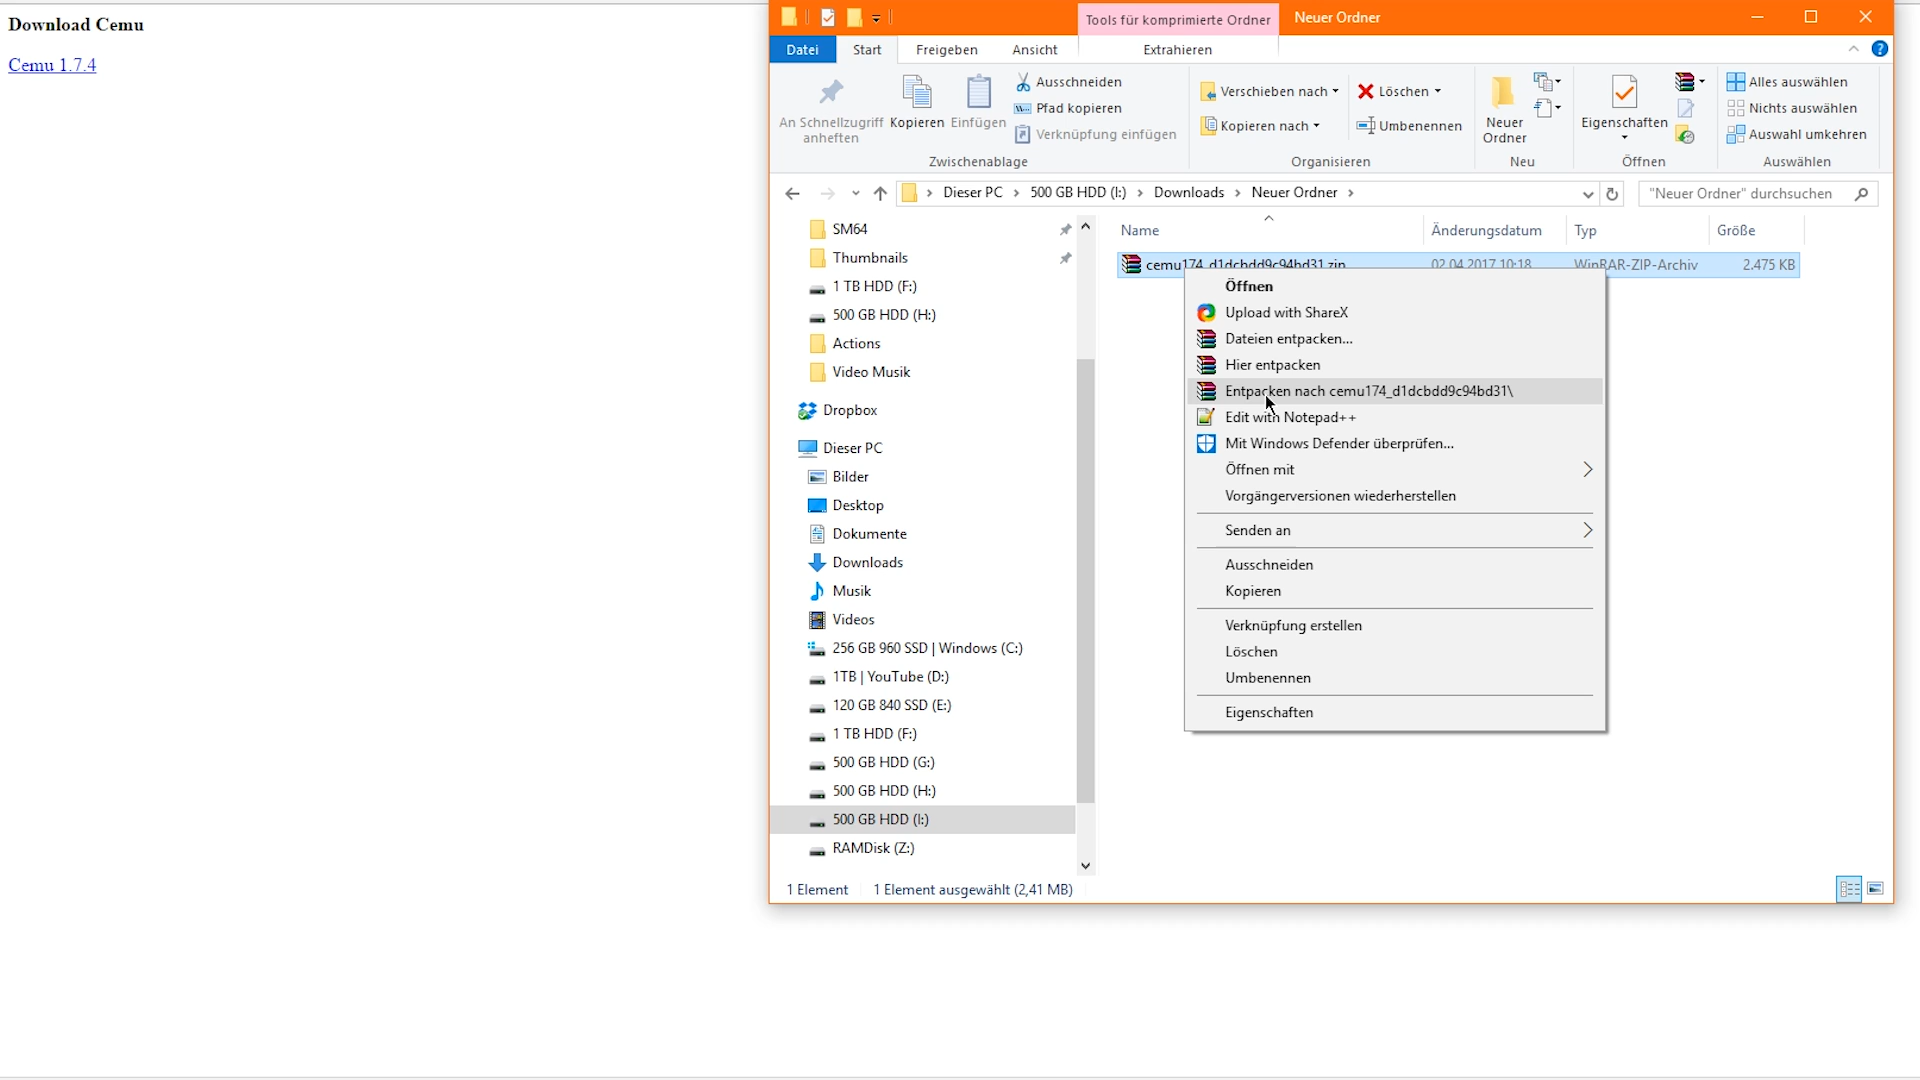 Download Cemu
Cemu 1.7.4
Tools für komprimierte Ordner
Neuer Ordner
Datei
Start
Freigeben
Ansicht
Extrahieren
An Schnellzugriff
anheften
Kopieren
Einfügen
Ausschneiden
Pfad kopieren
Verknüpfung einfügen
Zwischenablage
Verschieben nach
Kopieren nach
Löschen
Umbenennen
Organisieren
Neuer
Ordner
Neu
Eigenschaften
Öffnen
Alles auswählen
Nichts auswählen
Auswahl umkehren
Auswählen
Dieser PC
500 GB HDD (I:)
Downloads
Neuer Ordner
"Neuer Ordner" durchsuchen
SM64
Thumbnails
1 TB HDD (F:)
500 GB HDD (H:)
Actions
Video Musik
Dropbox
Dieser PC
Bilder
Desktop
Dokumente
Downloads
Musik
Videos
256 GB 960 SSD | Windows (C:)
1TB | YouTube (D:)
120 GB 840 SSD (E:)
1 TB HDD (F:)
500 GB HDD (G:)
500 GB HDD (H:)
500 GB HDD (I:)
RAMDisk (Z:)
Name
Änderungsdatum
Typ
Größe
cemu174_d1dcbdd9c94bd31.zip
02.04.2017 10:18
WinRAR-ZIP-Archiv
2.475 KB
Öffnen
Upload with ShareX
Dateien entpacken...
Hier entpacken
Entpacken nach cemu174_d1dcbdd9c94bd31\
Edit with Notepad++
Mit Windows Defender überprüfen...
Öffnen mit
Vorgängerversionen wiederherstellen
Senden an
Ausschneiden
Kopieren
Verknüpfung erstellen
Löschen
Umbenennen
Eigenschaften
1 Element
1 Element ausgewählt (2,41 MB)